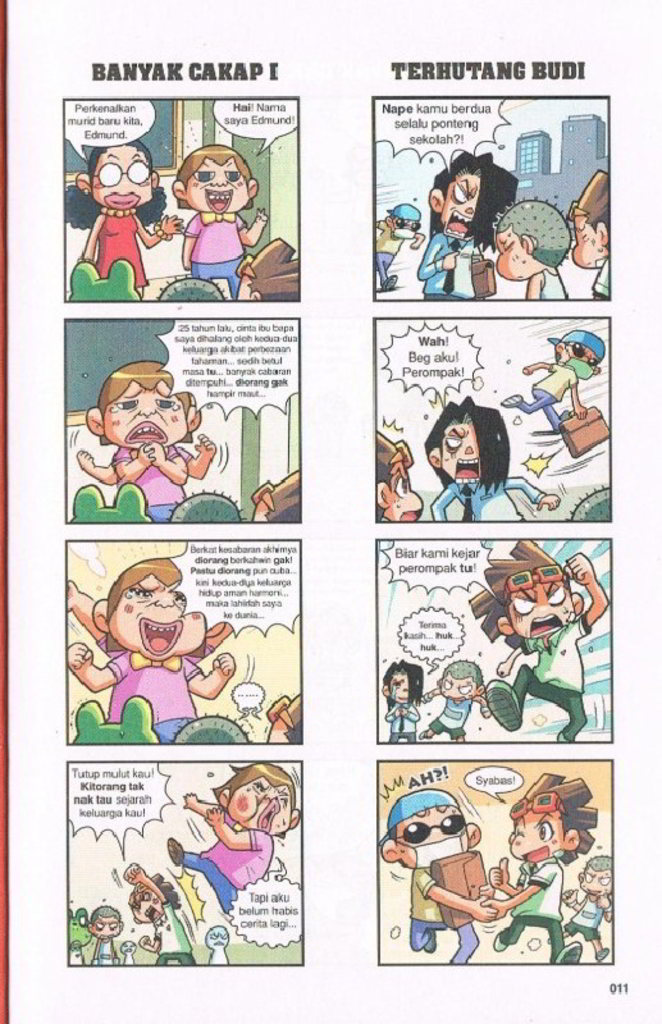 BANYAK CAKAP I
Perkenalkan
murid baru kita,
Edmund.
Hai! Nama
saya Edmund!
25 tahun lalu, cinta ibu bapa
saya dihalang oleh kedua-dua
keluarga akibat perbezaan
fahaman... sedih betul
masa tu... banyak cabaran
ditempuhi... diorang gak
hampir maut...
Berkat kesabaran akhirnya
diorang berkahwin gak!
Pastu diorang pun cuba...
kini kedua-dua keluarga
hidup aman harmoni...
maka lahirlah saya
ke dunia...
......
Tutup mulut kau!
Kitorang tak
nak tau sejarah
keluarga kau!
Tapi aku
belum habis
cerita lagi...
TERHUTANG BUDI
Nape kamu berdua
selalu ponteng
sekolah?!
Wah!
Beg aku!
Perompak!
Biar kami kejar
perompak tu!
Terima
kasih... huk...
huk...
AH?!
Syabas!
011